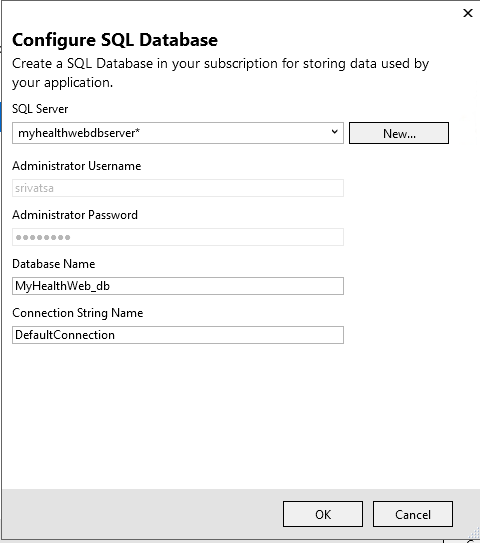 Configure SQL Database
Create a SQL Database in your subscription for storing data used by
your application.
SQL Server
myhealthwebdbserver*
New...
Administrator Username
srivatsa
Administrator Password
●●●●●●●●
Database Name
MyHealthWeb_db
Connection String Name
DefaultConnection
OK
Cancel